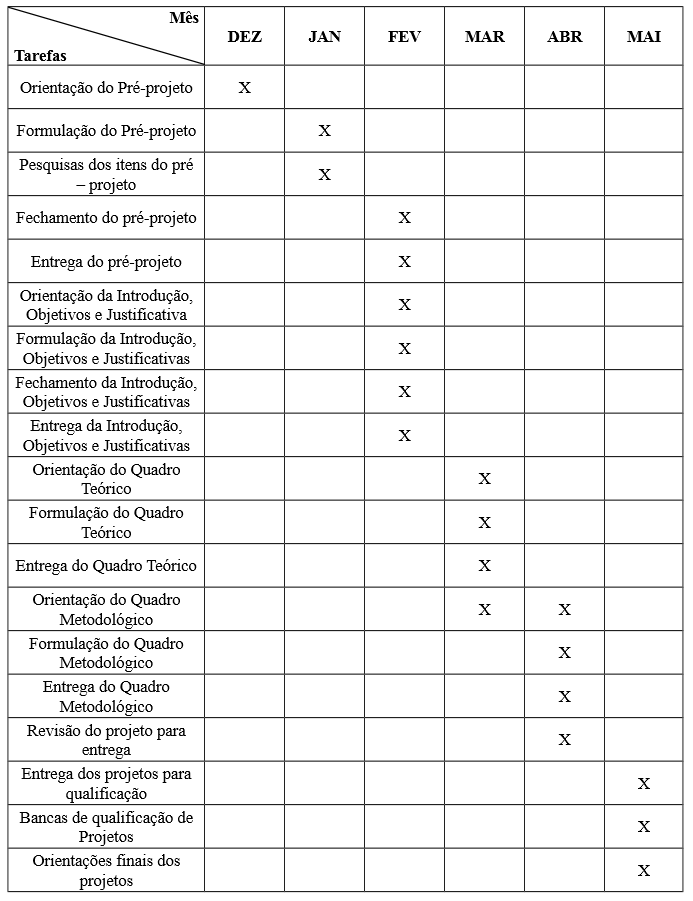 Mês
Tarefas
DEZ JAN FEV MAR ABR MAI
Orientação do Pré-projeto X
Formulação do Pré-projeto X
Pesquisas dos itens do pré
– projeto X
Fechamento do pré-projeto X
Entrega do pré-projeto X
Orientação da Introdução,
Objetivos e Justificativa X
Formulação da Introdução,
Objetivos e Justificativas X
Fechamento da Introdução,
Objetivos e Justificativas X
Entrega da Introdução,
Objetivos e Justificativas X
Orientação do Quadro
Teórico X
Formulação do Quadro
Teórico X
Entrega do Quadro Teórico X
Orientação do Quadro
Metodológico X X
Formulação do Quadro
Metodológico X
Entrega do Quadro
Metodológico X
Revisão do projeto para
entrega X
Entrega dos projetos para
qualificação X
Bancas de qualificação de
Projetos X
Orientações finais dos
projetos X